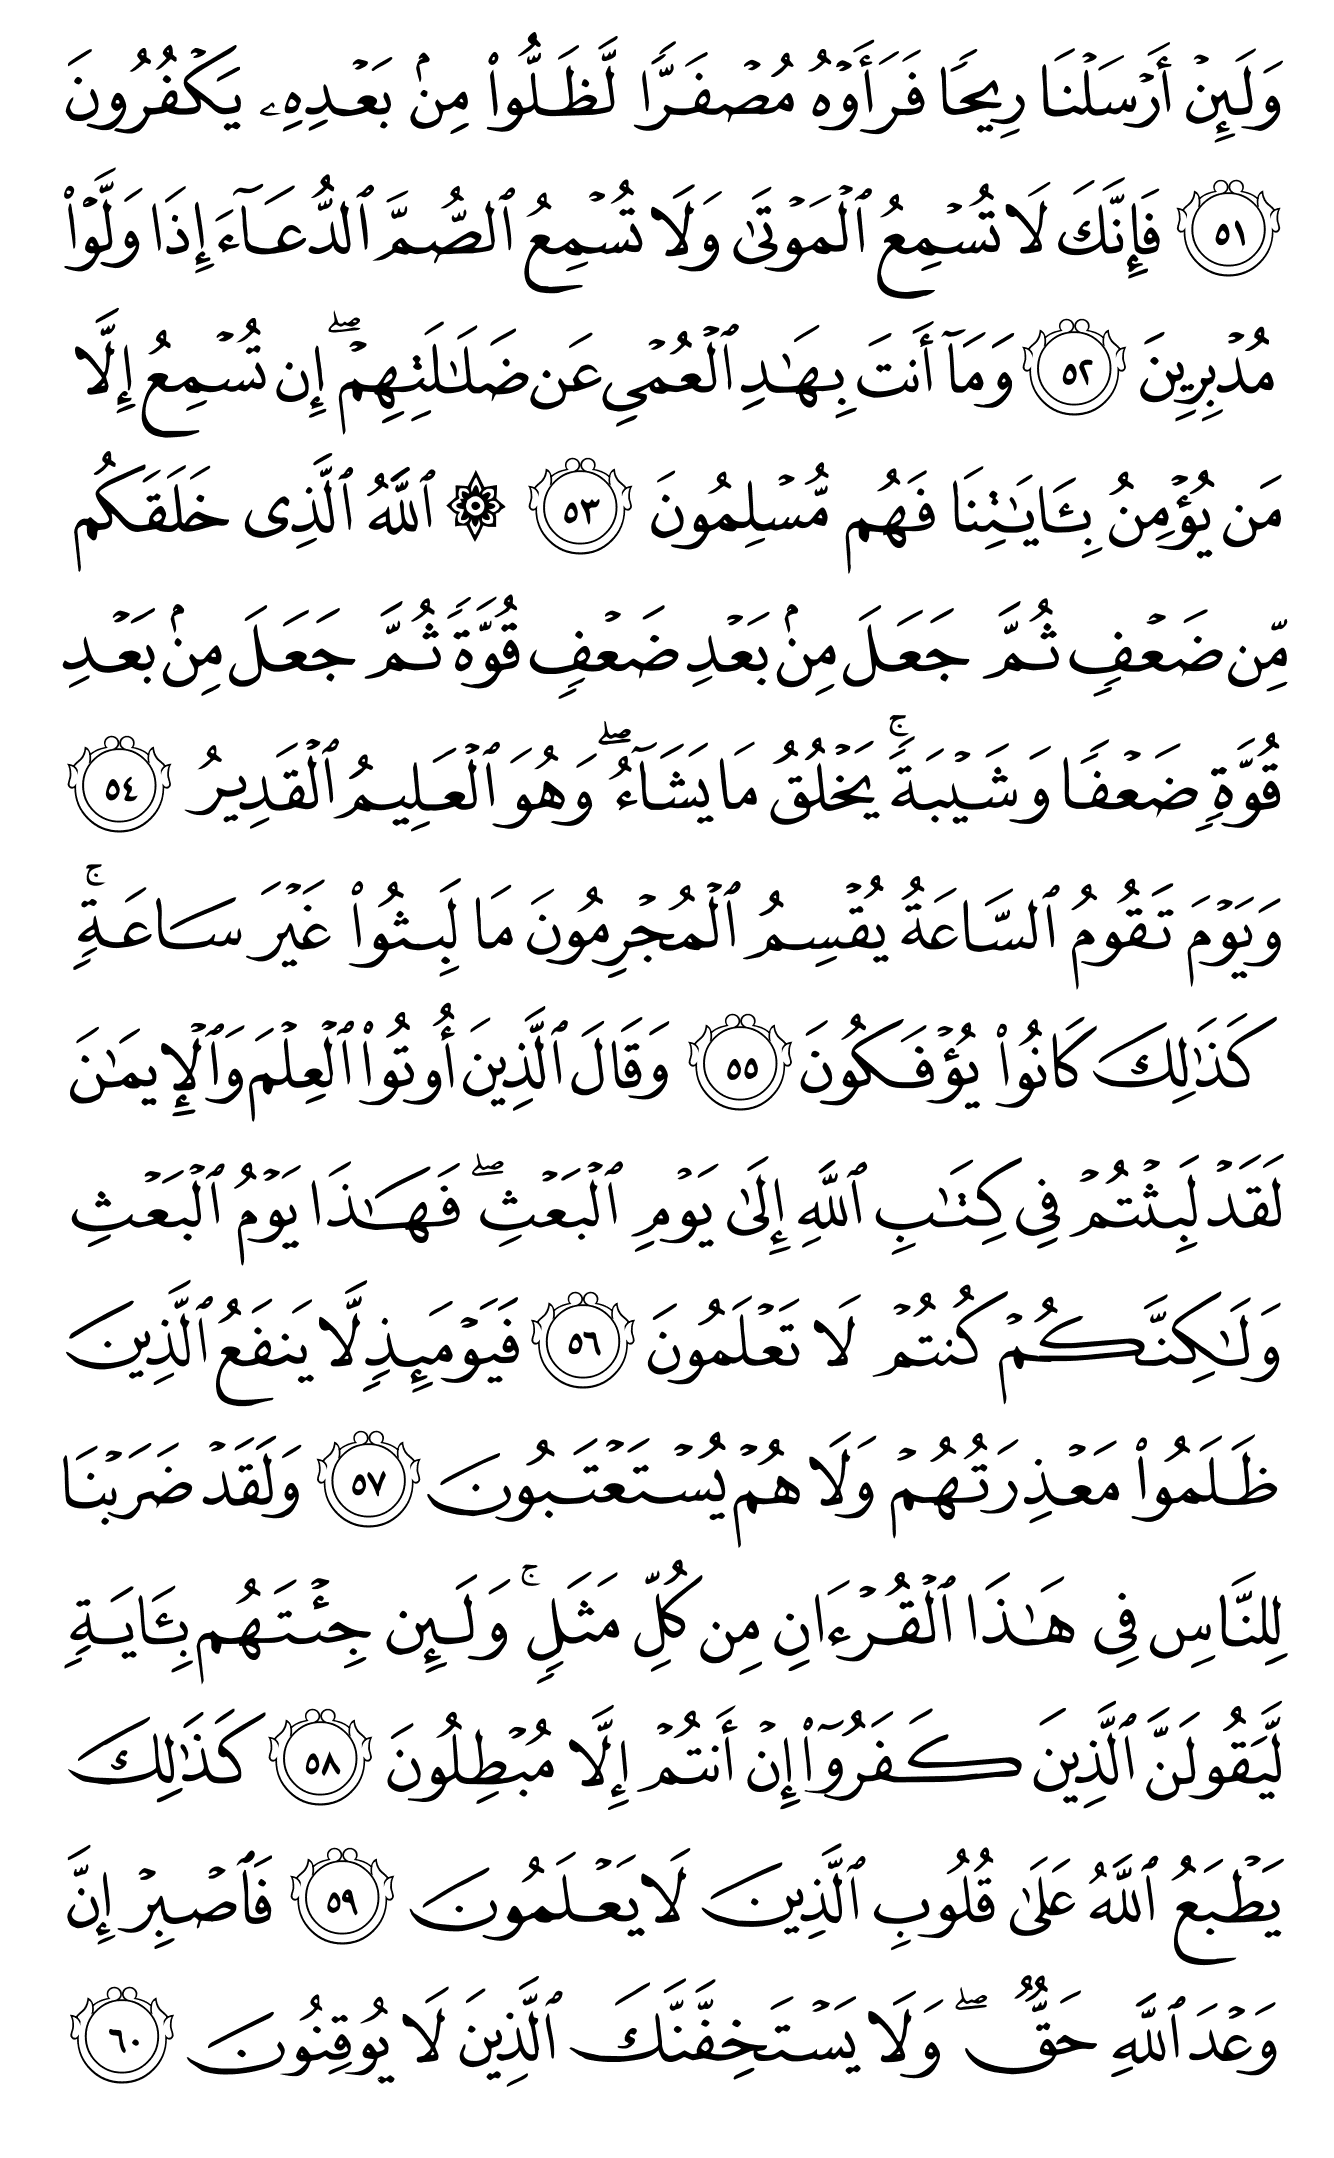 وَلَئِنۡ أَرۡسَلۡنَا رِيحٗا فَرَأَوۡهُ مُصۡفَرّٗا لَّظَلُّواْ مِنۢ بَعۡدِهِۦ يَكۡفُرُونَ
٥١ فَإِنَّكَ لَا تُسۡمِعُ ٱلۡمَوۡتَىٰ وَلَا تُسۡمِعُ ٱلصُّمَّ ٱلدُّعَآءَ إِذَا وَلَّوۡاْ
مُدۡبِرِينَ ٥٢ وَمَآ أَنتَ بِهَٰدِ ٱلۡعُمۡيِ عَن ضَلَٰلَتِهِمۡۖ إِن تُسۡمِعُ إِلَّا
مَن يُؤۡمِنُ بِـَٔايَٰتِنَا فَهُم مُّسۡلِمُونَ ٥٣ ۞ ٱللَّهُ ٱلَّذِي خَلَقَكُم
مِّن ضَعۡفٖ ثُمَّ جَعَلَ مِنۢ بَعۡدِ ضَعۡفٖ قُوَّةٗ ثُمَّ جَعَلَ مِنۢ بَعۡدِ
قُوَّةٖ ضَعۡفٗا وَشَيۡبَةٗۚ يَخۡلُقُ مَا يَشَآءُۖ وَهُوَ ٱلۡعَلِيمُ ٱلۡقَدِيرُ ٥٤
وَيَوۡمَ تَقُومُ ٱلسَّاعَةُ يُقۡسِمُ ٱلۡمُجۡرِمُونَ مَا لَبِثُواْ غَيۡرَ سَاعَةٖۚ
كَذَٰلِكَ كَانُواْ يُؤۡفَكُونَ ٥٥ وَقَالَ ٱلَّذِينَ أُوتُواْ ٱلۡعِلۡمَ وَٱلۡإِيمَٰنَ
لَقَدۡ لَبِثۡتُمۡ فِي كِتَٰبِ ٱللَّهِ إِلَىٰ يَوۡمِ ٱلۡبَعۡثِۖ فَهَٰذَا يَوۡمُ ٱلۡبَعۡثِ
وَلَٰكِنَّكُمۡ كُنتُمۡ لَا تَعۡلَمُونَ ٥٦ فَيَوۡمَئِذٖ لَّا يَنفَعُ ٱلَّذِينَ
ظَلَمُواْ مَعۡذِرَتُهُمۡ وَلَا هُمۡ يُسۡتَعۡتَبُونَ ٥٧ وَلَقَدۡ ضَرَبۡنَا
لِلنَّاسِ فِي هَٰذَا ٱلۡقُرۡءَانِ مِن كُلِّ مَثَلٖۚ وَلَئِن جِئۡتَهُم بِـَٔايَةٖ
لَّيَقُولَنَّ ٱلَّذِينَ كَفَرُوٓاْ إِنۡ أَنتُمۡ إِلَّا مُبۡطِلُونَ ٥٨ كَذَٰلِكَ
يَطۡبَعُ ٱللَّهُ عَلَىٰ قُلُوبِ ٱلَّذِينَ لَا يَعۡلَمُونَ ٥٩ فَٱصۡبِرۡ إِنَّ
وَعۡدَ ٱللَّهِ حَقّٞۖ وَلَا يَسۡتَخِفَّنَّكَ ٱلَّذِينَ لَا يُوقِنُونَ ٦٠